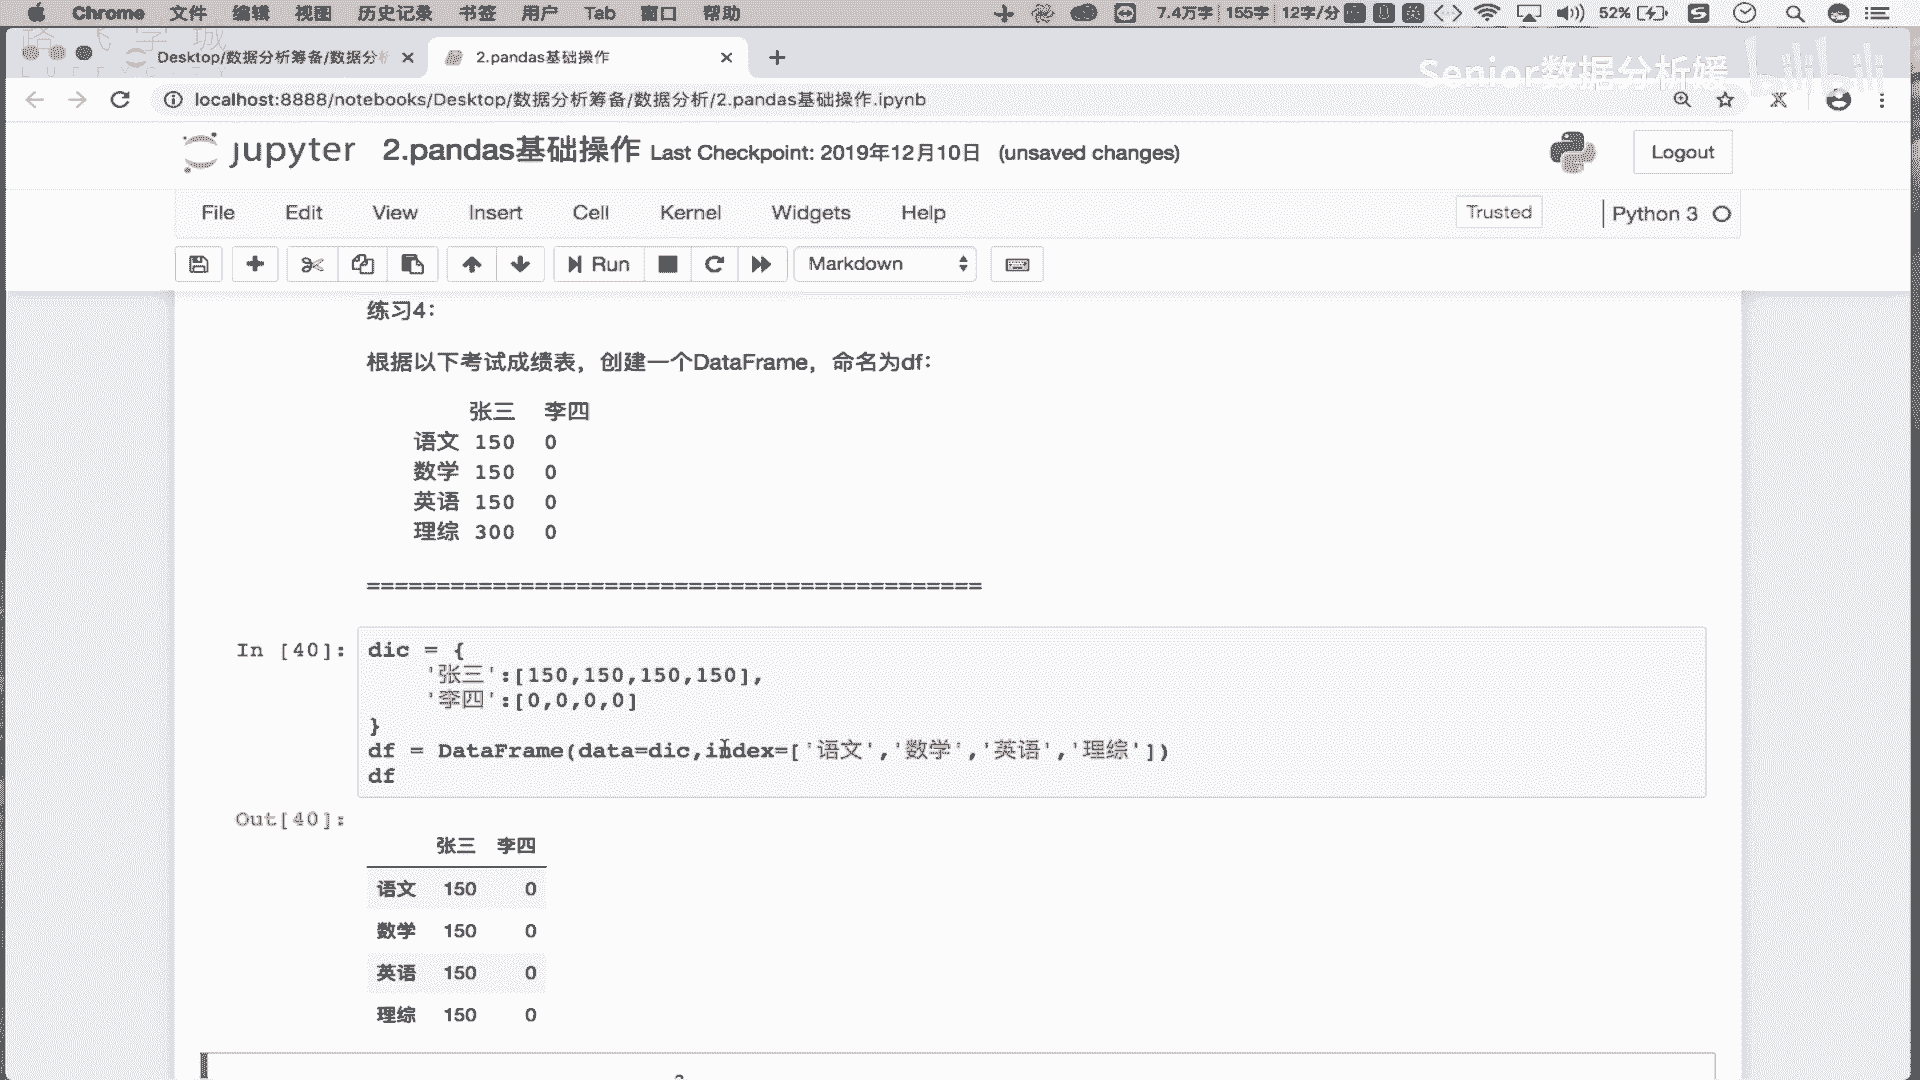 Chrome 文件 编辑 视图 历史记录 书签 用户 Tab 窗口 帮助 7.4万字 155字 12字/分 英 52%
Desktop/数据分析筹备/数据分析 2.pandas基础操作
Senior数据分析媛 bilibili
localhost:8888/notebooks/Desktop/数据分析筹备/数据分析/2.pandas基础操作.ipynb
jupyter 2.pandas基础操作 Last Checkpoint: 2019年12月10日 (unsaved changes) Logout
File Edit View Insert Cell Kernel Widgets Help Trusted Python 3
Run Markdown
练习4：
根据以下考试成绩表，创建一个DataFrame，命名为df：
张三 李四
语文 150 0
数学 150 0
英语 150 0
理综 300 0
============================================
In [40]: dic = {
'张三':[150,150,150,150],
'李四':[0,0,0,0]
}
df = DataFrame(data=dic,index=['语文','数学','英语','理综'])
df
Out[40]:
张三 李四
语文 150 0
数学 150 0
英语 150 0
理综 150 0